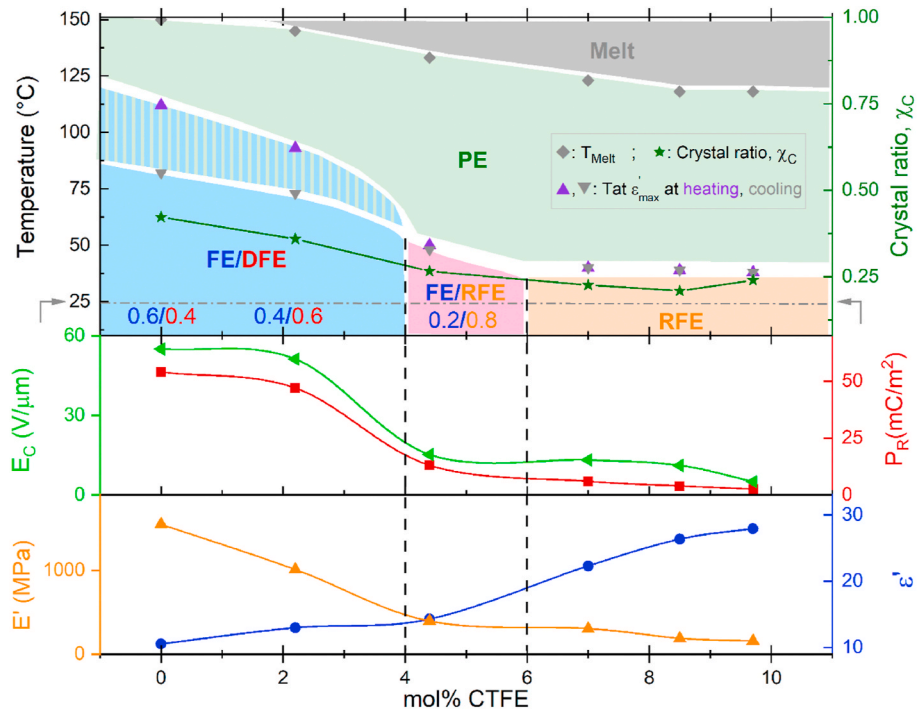 150
125
100
75
50
25
Temperature (°C)
Melt
PE
◆: T_Melt ; ★: Crystal ratio, χ_C
▲,▼: Tat ε'_max at heating, cooling
FE/DFE
0.6/0.4 0.4/0.6
FE/RFE
0.2/0.8
RFE
1.00
0.75
0.50
0.25
0
Crystal ratio, χ_C
60
30
0
E_C (V/μm)
50
25
0
P_R(mC/m²)
1000
0
E' (MPa)
30
20
10
ε'
0 2 4 6 8 10
mol% CTFE